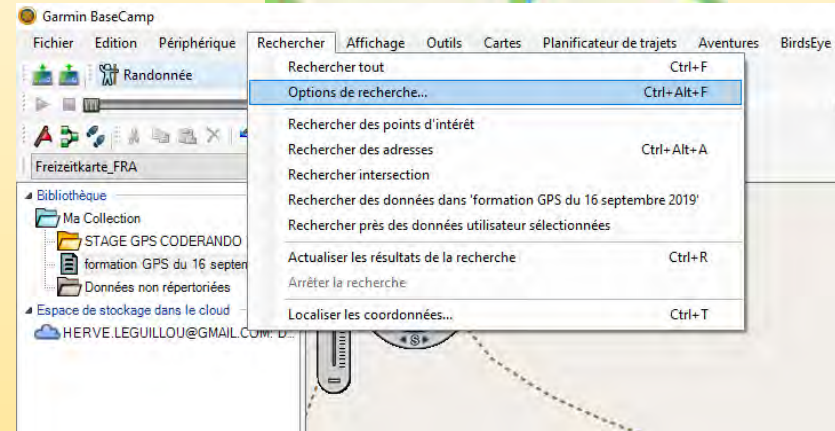 Garmin BaseCamp
Fichier Edition Périphérique Rechercher Affichage Outils Cartes Planificateur de trajets Aventures BirdsEye
Randonnée
Rechercher tout Ctrl+F
Options de recherche... Ctrl+Alt+F
Rechercher des points d'intérêt
Rechercher des adresses Ctrl+Alt+A
Rechercher intersection
Rechercher des données dans 'formation GPS du 16 septembre 2019'
Rechercher près des données utilisateur sélectionnées
Actualiser les résultats de la recherche Ctrl+R
Arrêter la recherche
Localiser les coordonnées... Ctrl+T
Freizeitkarte_FRA
Bibliothèque
Ma Collection
STAGE GPS CODERANDO
formation GPS du 16 septen
Données non répertoriées
Espace de stockage dans le cloud
HERVE.LEGUILLOU@GMAIL.COM: D...
S